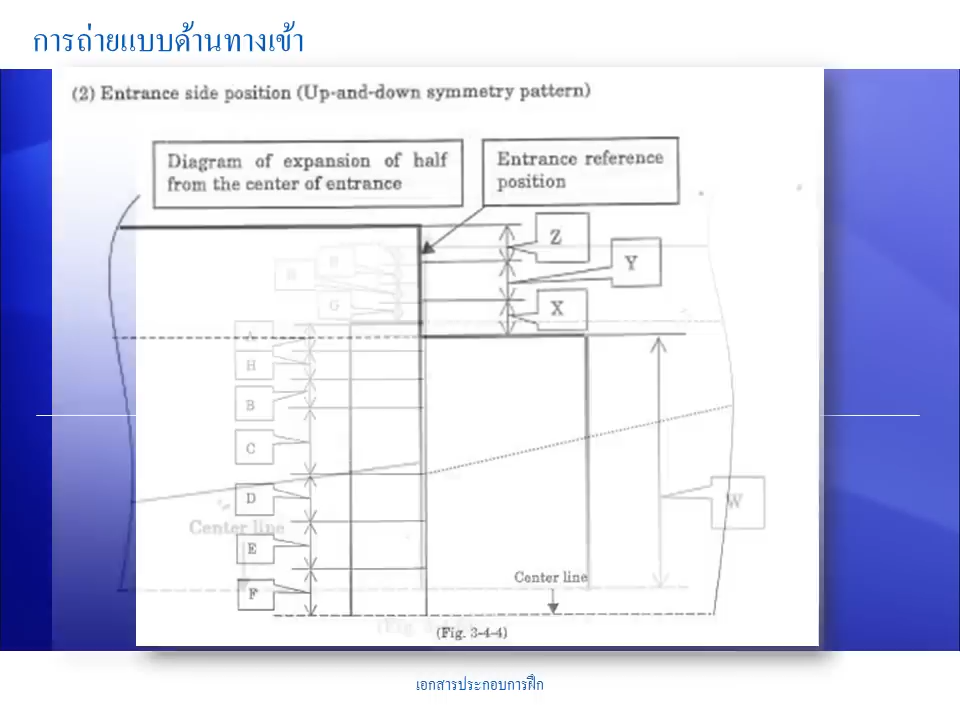 การถ่ายแบบด้านทางเข้า
(2) Entrance side position (Up-and-down symmetry pattern)
Diagram of expansion of half
from the center of entrance
Entrance reference
position
Z
Y
X
G
A
H
B
C
D
W
Center line
E
Center line
F
(Fig. 3-4-4)
เอกสารประกอบการฝึก